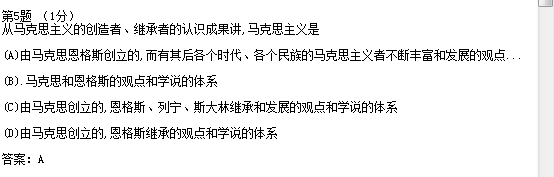 第5题 （1分）
从马克思主义的创造者、继承者的认识成果讲,马克思主义是
(A)由马克思恩格斯创立的,而有其后各个时代、各个民族的马克思主义者不断丰富和发展的观点...
(B).马克思和恩格斯的观点和学说的体系
(C)由马克思创立的,恩格斯、列宁、斯大林继承和发展的观点和学说的体系
(D)由马克思创立的,恩格斯继承的观点和学说的体系
答案：A